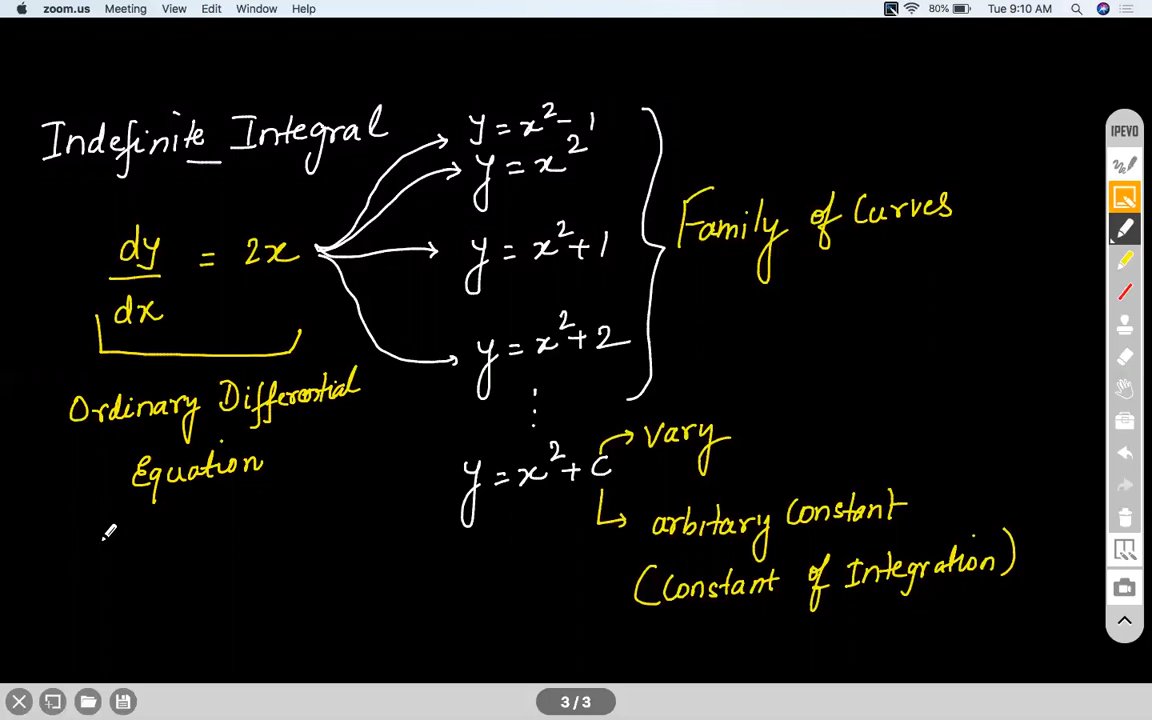 zoom.us Meeting View Edit Window Help 80% Tue 9:10 AM
Indefinite Integral
y = x² - 1
y = x²
y = x² + 1
y = x² + 2
⋮
y = x² + c
Family of Curves
dy/dx = 2x
Ordinary Differential
Equation
vary
arbitary Constant
(Constant of Integration)
IPEVO
3 / 3